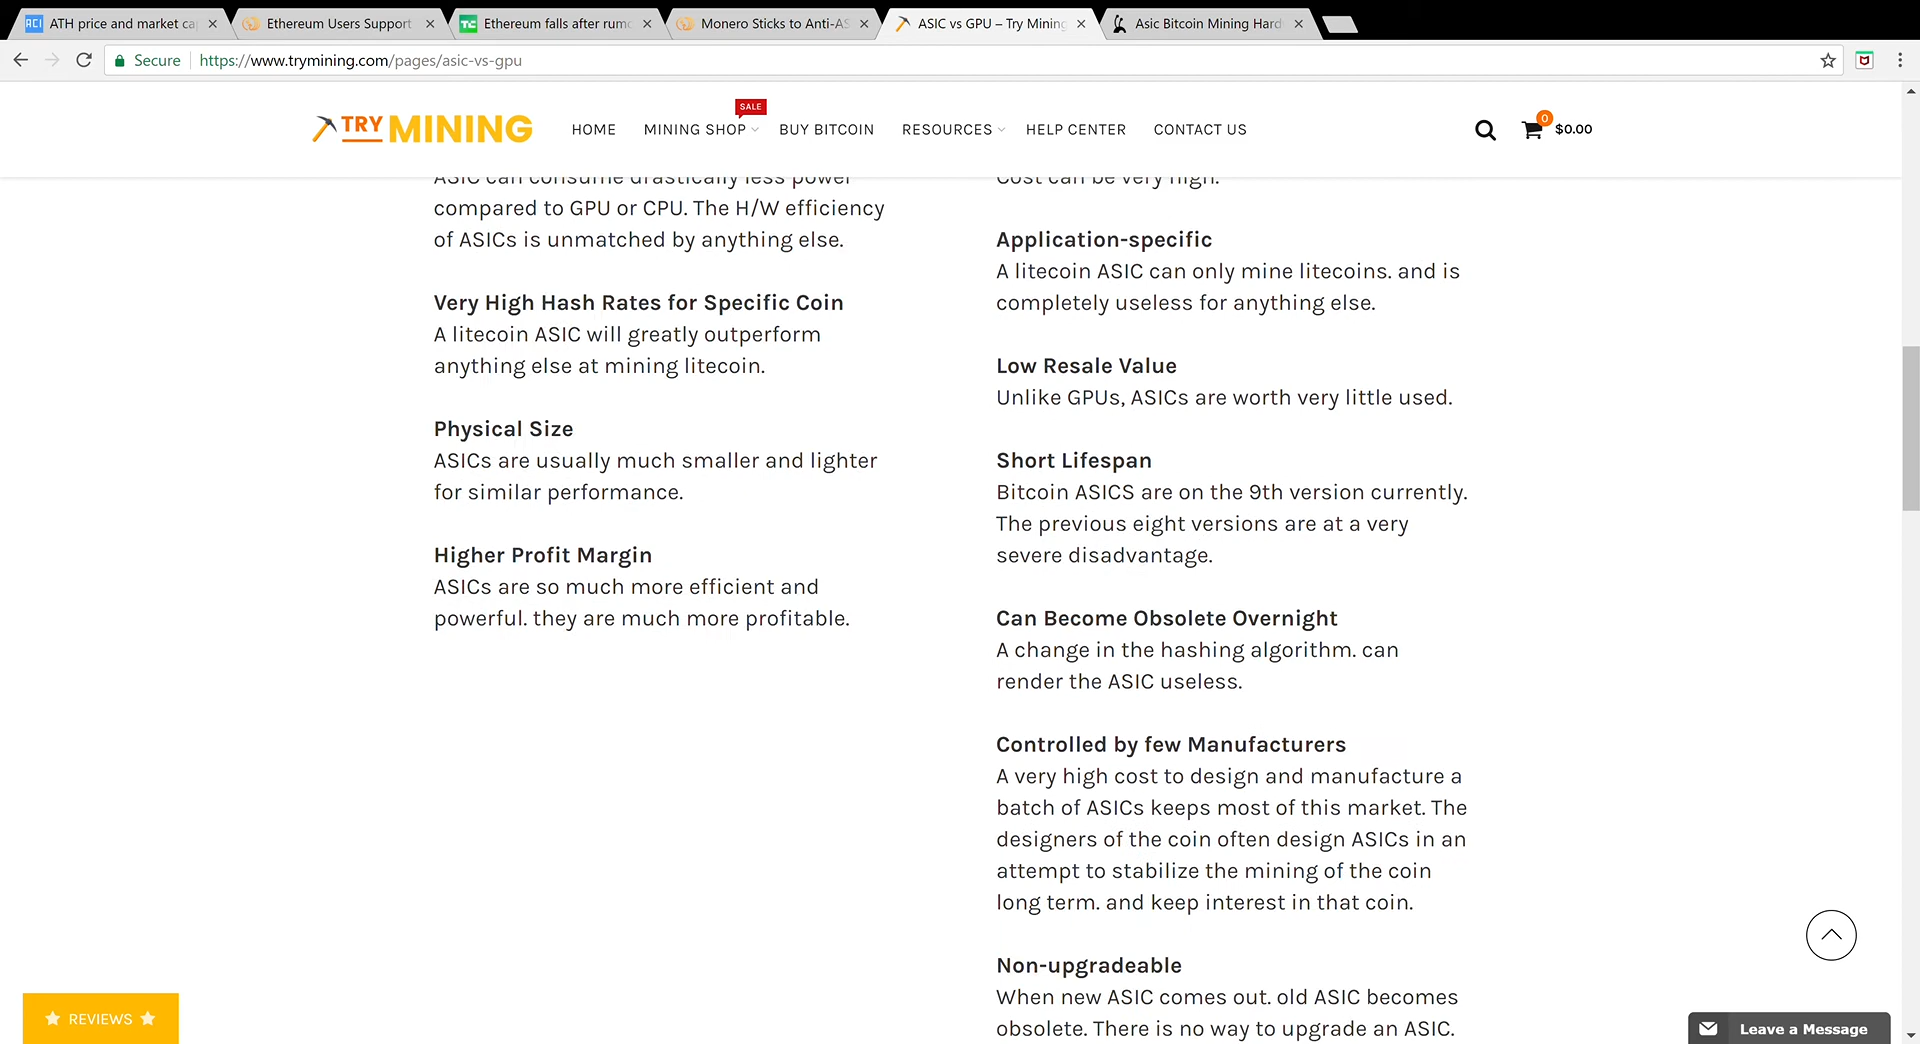 ATH price and market ca
Ethereum Users Support
Ethereum falls after rumo
Monero Sticks to Anti-AS
ASIC vs GPU – Try Mining
Asic Bitcoin Mining Hard
Secure
https://www.trymining.com/pages/asic-vs-gpu
TRY MINING
HOME
MINING SHOP
SALE
BUY BITCOIN
RESOURCES
HELP CENTER
CONTACT US
0
$0.00
ASIC can consume drastically less power
compared to GPU or CPU. The H/W efficiency
of ASICs is unmatched by anything else.
Very High Hash Rates for Specific Coin
A litecoin ASIC will greatly outperform
anything else at mining litecoin.
Physical Size
ASICs are usually much smaller and lighter
for similar performance.
Higher Profit Margin
ASICs are so much more efficient and
powerful. they are much more profitable.
Cost can be very high.
Application-specific
A litecoin ASIC can only mine litecoins. and is
completely useless for anything else.
Low Resale Value
Unlike GPUs, ASICs are worth very little used.
Short Lifespan
Bitcoin ASICS are on the 9th version currently.
The previous eight versions are at a very
severe disadvantage.
Can Become Obsolete Overnight
A change in the hashing algorithm. can
render the ASIC useless.
Controlled by few Manufacturers
A very high cost to design and manufacture a
batch of ASICs keeps most of this market. The
designers of the coin often design ASICs in an
attempt to stabilize the mining of the coin
long term. and keep interest in that coin.
Non-upgradeable
When new ASIC comes out. old ASIC becomes
obsolete. There is no way to upgrade an ASIC.
REVIEWS
Leave a Message